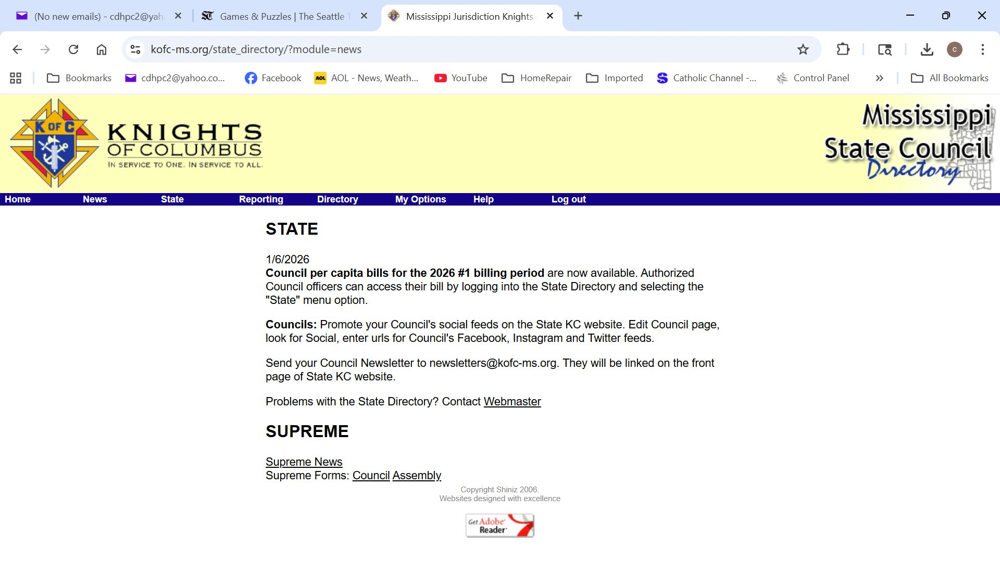 (No new emails) - cdhpc2@yah
Games & Puzzles | The Seattle T
Mississippi Jurisdiction Knights
kofc-ms.org/state_directory/?module=news
C
Bookmarks
cdhpc2@yahoo.co...
Facebook
AOL
AOL - News, Weath...
YouTube
HomeRepair
Imported
Catholic Channel -...
Control Panel
All Bookmarks
K OF C
KNIGHTS
OF COLUMBUS
IN SERVICE TO ONE. IN SERVICE TO ALL.
Mississippi
State Council
Directory
Home News State Reporting Directory My Options Help Log out
STATE
1/6/2026
Council per capita bills for the 2026 #1 billing period are now available. Authorized
Council officers can access their bill by logging into the State Directory and selecting the
"State" menu option.
Councils: Promote your Council's social feeds on the State KC website. Edit Council page,
look for Social, enter urls for Council's Facebook, Instagram and Twitter feeds.
Send your Council Newsletter to newsletters@kofc-ms.org. They will be linked on the front
page of State KC website.
Problems with the State Directory? Contact Webmaster
SUPREME
Supreme News
Supreme Forms: Council Assembly
Copyright Shiniz 2006.
Websites designed with excellence
Get Adobe
Reader